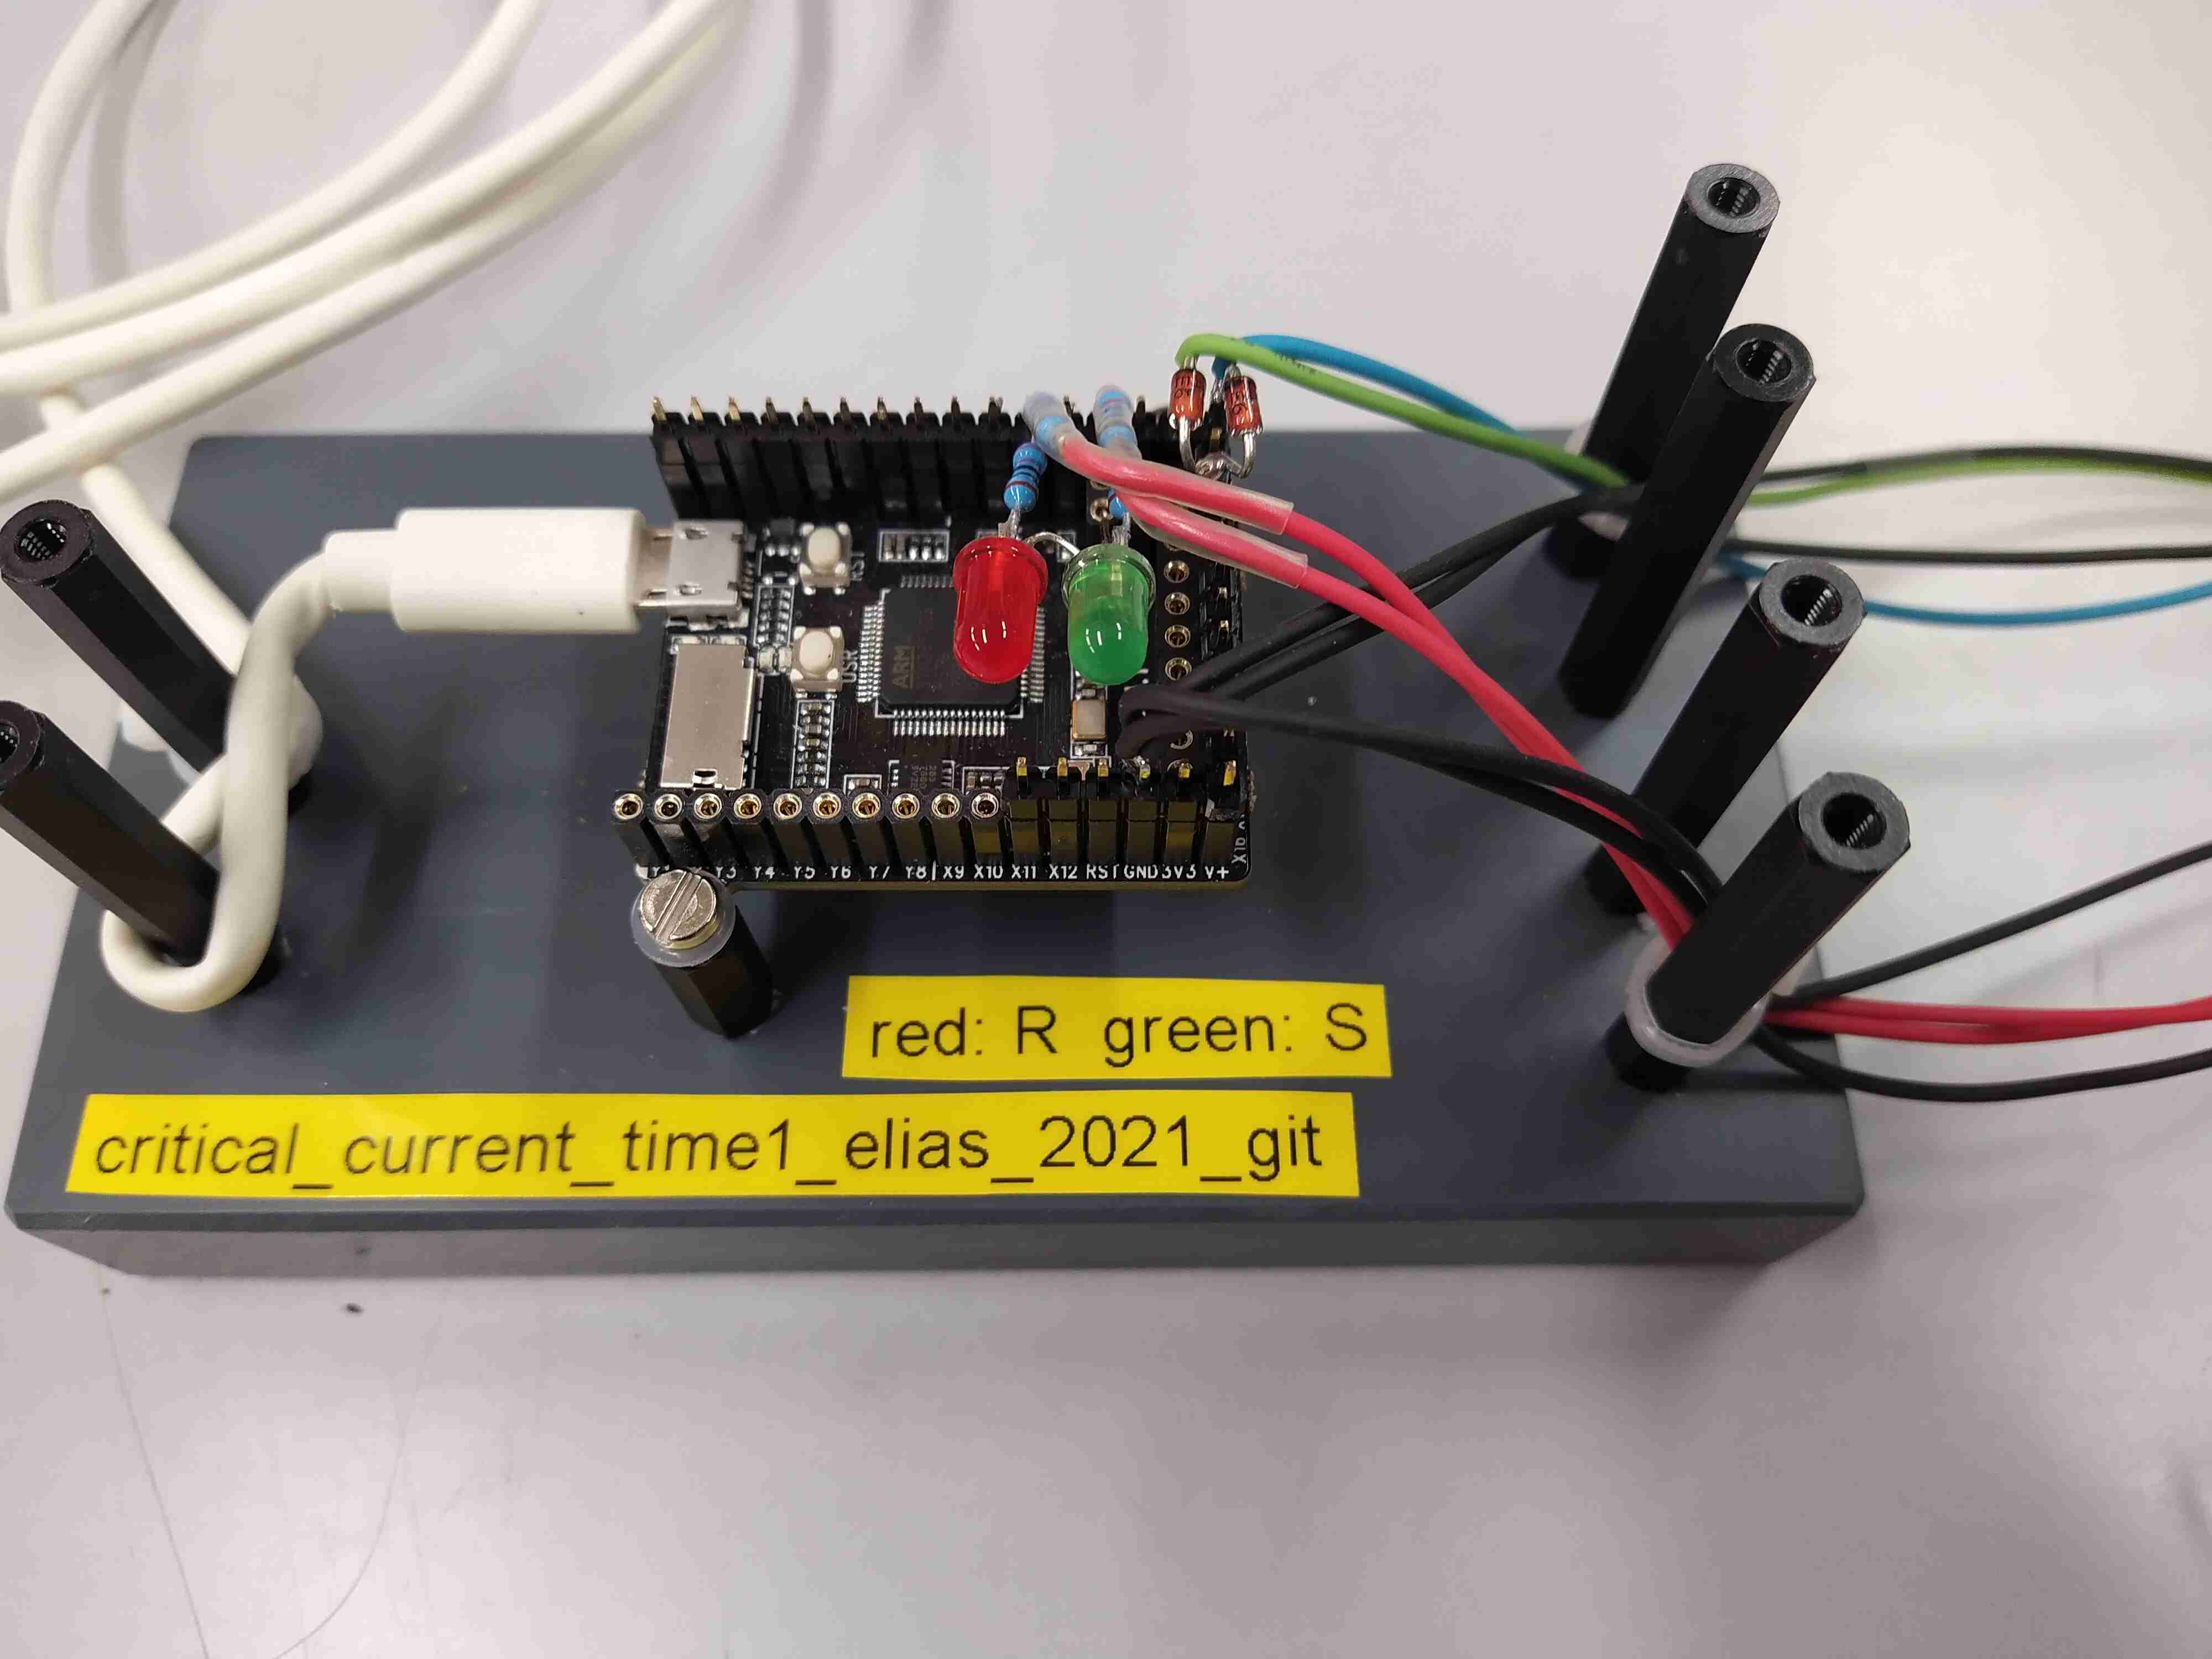 RST
USR
ARM
Y3 Y4 Y5 Y6 Y7 Y8 X9 X10 X11 X12 RST GND 3V3 V+
X10
red: R green: S
critical_current_time1_elias_2021_git